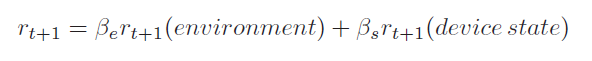 r_{t+1} = β_e r_{t+1}(environment) + β_s r_{t+1}(device state)